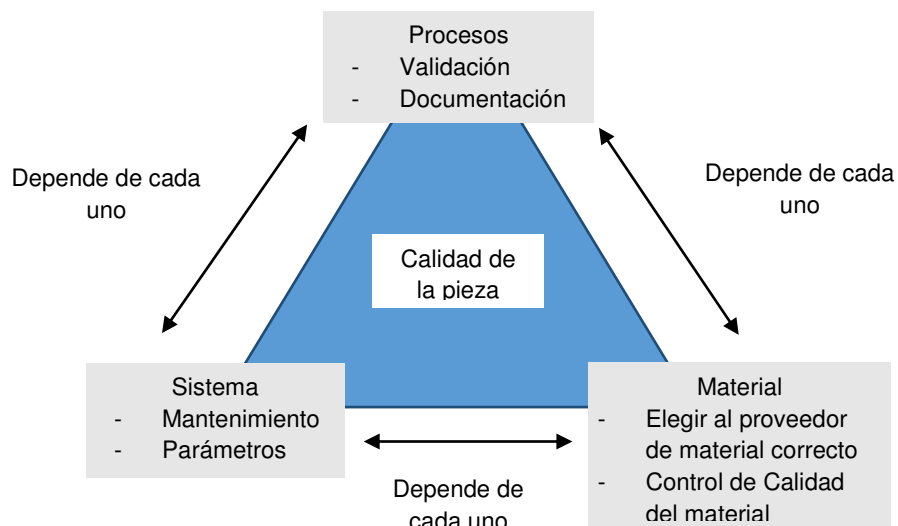 Procesos
- Validación
- Documentación
Depende de cada
uno
Depende de cada
uno
Calidad de
la pieza
Sistema
- Mantenimiento
- Parámetros
Material
- Elegir al proveedor
de material correcto
- Control de Calidad
del material
Depende de
cada uno